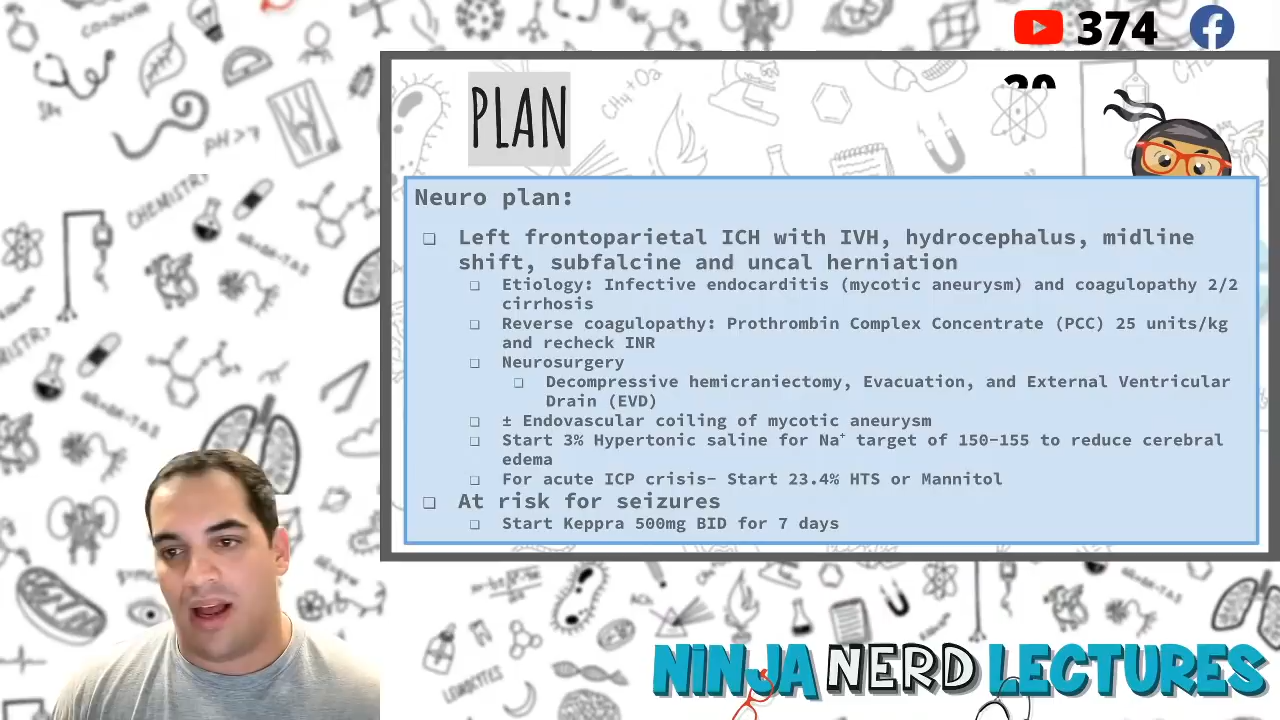 374
PLAN
Neuro plan:
❏ Left frontoparietal ICH with IVH, hydrocephalus, midline
shift, subfalcine and uncal herniation
❏ Etiology: Infective endocarditis (mycotic aneurysm) and coagulopathy 2/2
cirrhosis
❏ Reverse coagulopathy: Prothrombin Complex Concentrate (PCC) 25 units/kg
and recheck INR
❏ Neurosurgery
❏ Decompressive hemicraniectomy, Evacuation, and External Ventricular
Drain (EVD)
❏ ± Endovascular coiling of mycotic aneurysm
❏ Start 3% Hypertonic saline for Na⁺ target of 150-155 to reduce cerebral
edema
❏ For acute ICP crisis- Start 23.4% HTS or Mannitol
❏ At risk for seizures
❏ Start Keppra 500mg BID for 7 days
CHEMISTRY
pH>7
NINJA NERD LECTURES